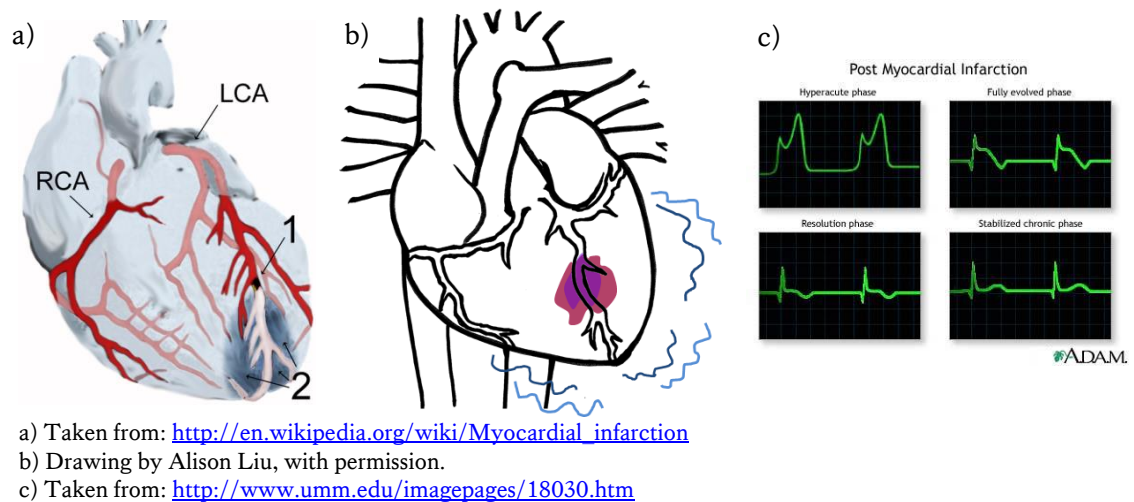 a)
LCA
RCA
1
2
b)
c)
Post Myocardial Infarction
Hyperacute phase
Fully evolved phase
Resolution phase
Stabilized chronic phase
A.D.A.M.
a) Taken from: http://en.wikipedia.org/wiki/Myocardial_infarction
b) Drawing by Alison Liu, with permission.
c) Taken from: http://www.umm.edu/imagepages/18030.htm